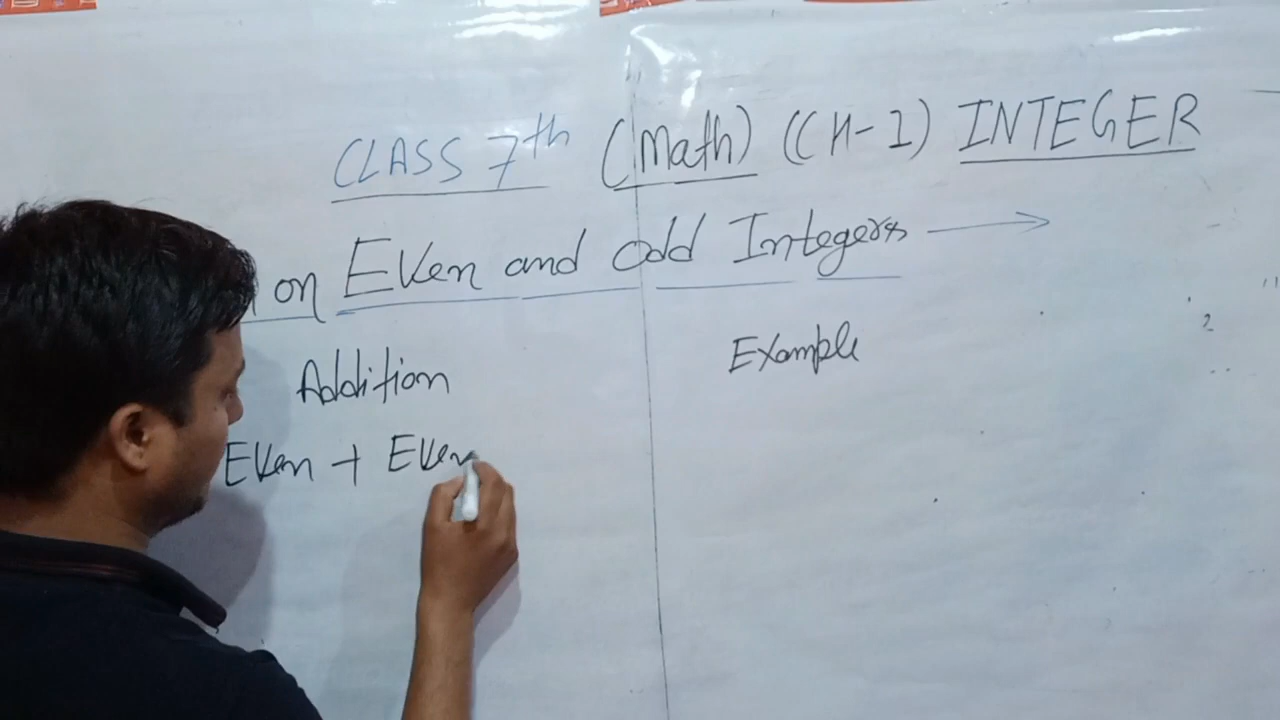 CLASS 7th (Math) (CH-1) INTEGER
on Even and odd Integers
Addition
Example
Even + Even